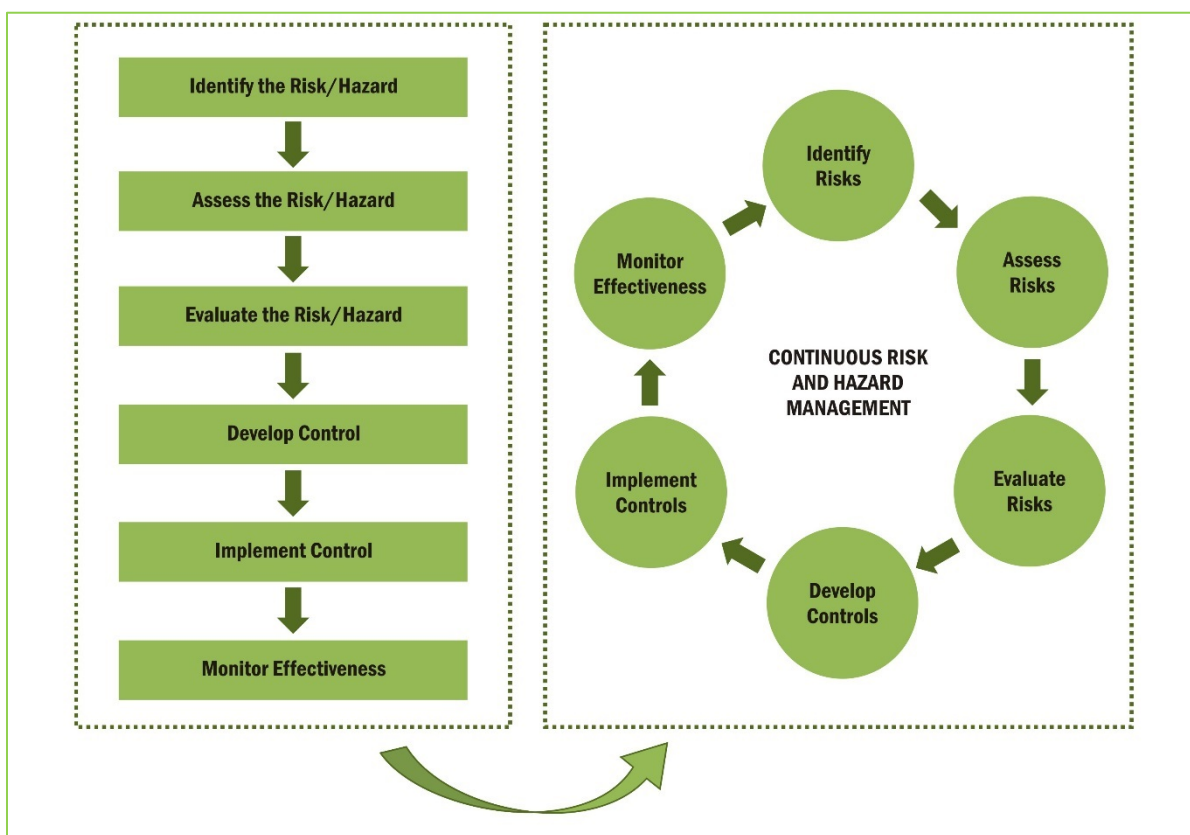 Identify the Risk/Hazard
Assess the Risk/Hazard
Evaluate the Risk/Hazard
Develop Control
Implement Control
Monitor Effectiveness
Identify
Risks
Assess
Risks
Evaluate
Risks
Develop
Controls
Implement
Controls
Monitor
Effectiveness
CONTINUOUS RISK
AND HAZARD
MANAGEMENT